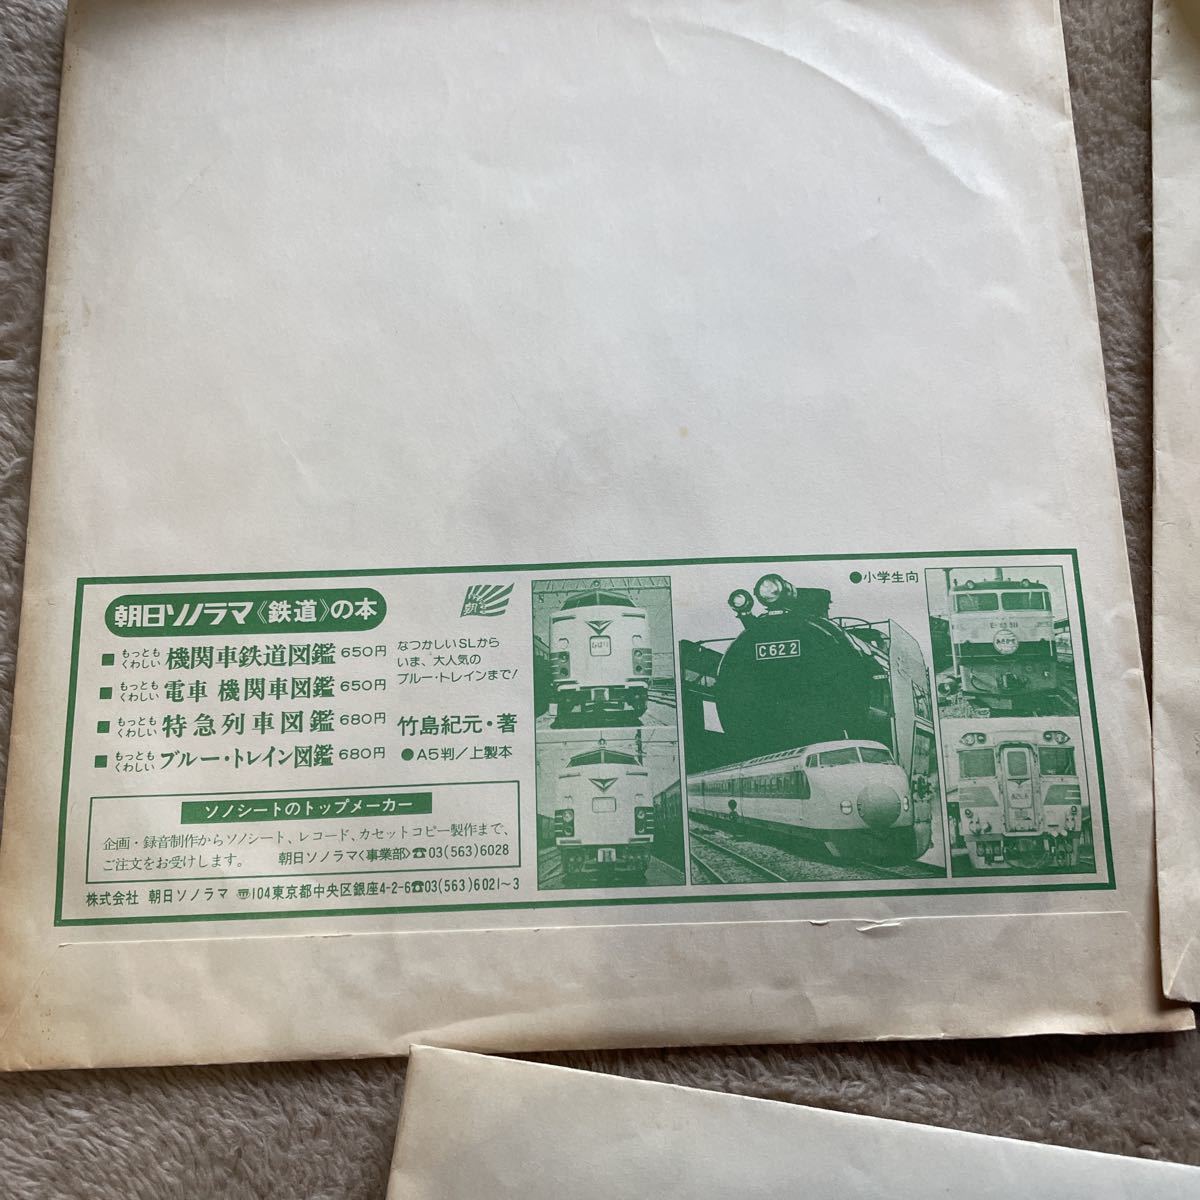 朝日ソノラマ《鉄道》の本
■もっともくわしい 機関車鉄道図鑑 650円
■もっともくわしい 電車 機関車図鑑 650円
■もっともくわしい 特急列車図鑑 680円
■もっともくわしい ブルー・トレイン図鑑 680円
なつかしいSLから
いま、大人気の
ブルー・トレインまで!
竹島紀元・著
●A5判/上製本
ソノシートのトップメーカー
企画・録音制作からソノシート、レコード、カセットコピー製作まで、
ご注文をお受けします。 朝日ソノラマ〈事業部〉☎03(563)6028
株式会社 朝日ソノラマ 〒104東京都中央区銀座4-2-6☎03(563)6021~3
●小学生向
C62 2